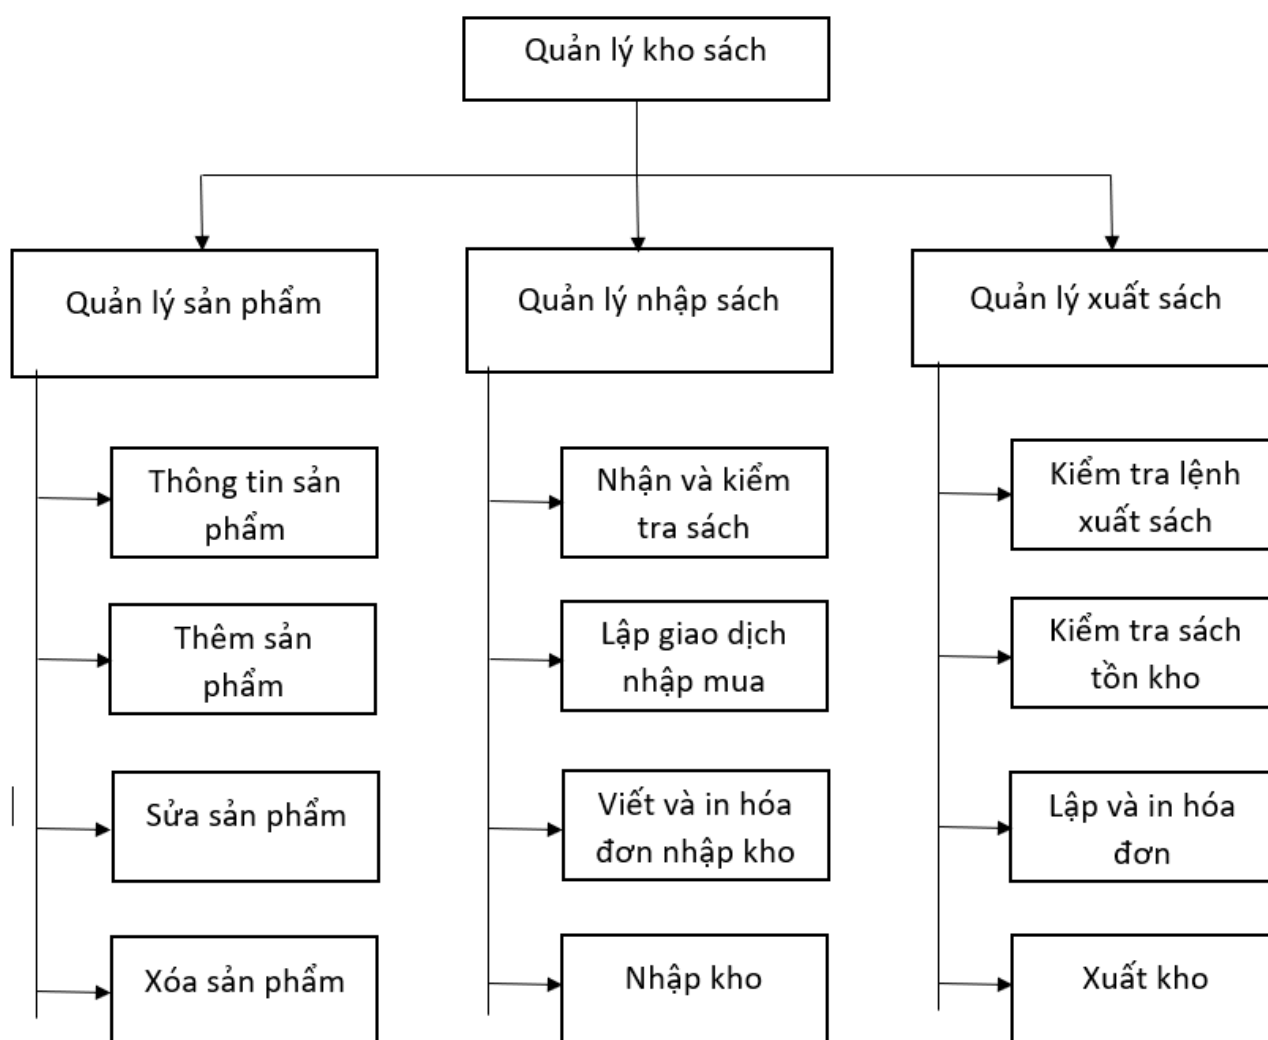 Quản lý kho sách
Quản lý sản phẩm
Quản lý nhập sách
Quản lý xuất sách
Thông tin sản
phẩm
Thêm sản
phẩm
Sửa sản phẩm
Xóa sản phẩm
Nhận và kiểm
tra sách
Lập giao dịch
nhập mua
Viết và in hóa
đơn nhập kho
Nhập kho
Kiểm tra lệnh
xuất sách
Kiểm tra sách
tồn kho
Lập và in hóa
đơn
Xuất kho